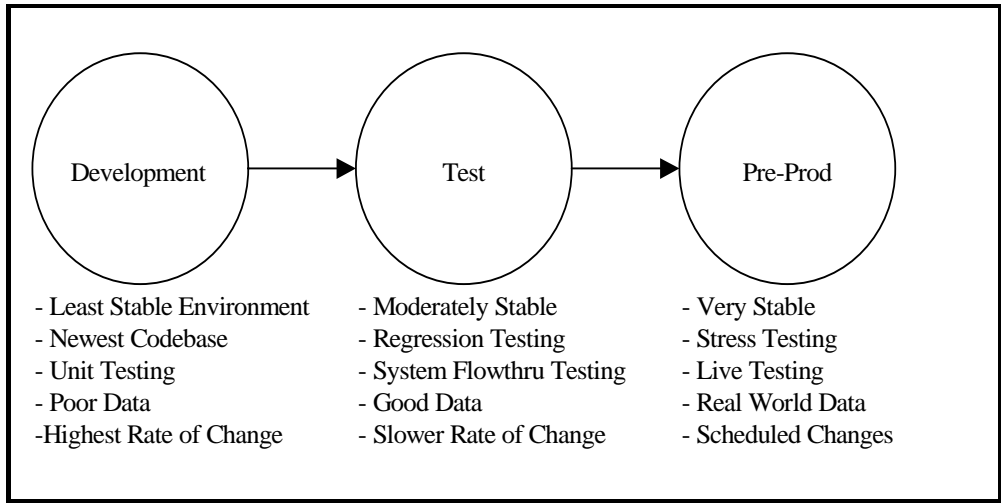 Development
Test
Pre-Prod
- Least Stable Environment
- Newest Codebase
- Unit Testing
- Poor Data
-Highest Rate of Change
- Moderately Stable
- Regression Testing
- System Flowthru Testing
- Good Data
- Slower Rate of Change
- Very Stable
- Stress Testing
- Live Testing
- Real World Data
- Scheduled Changes